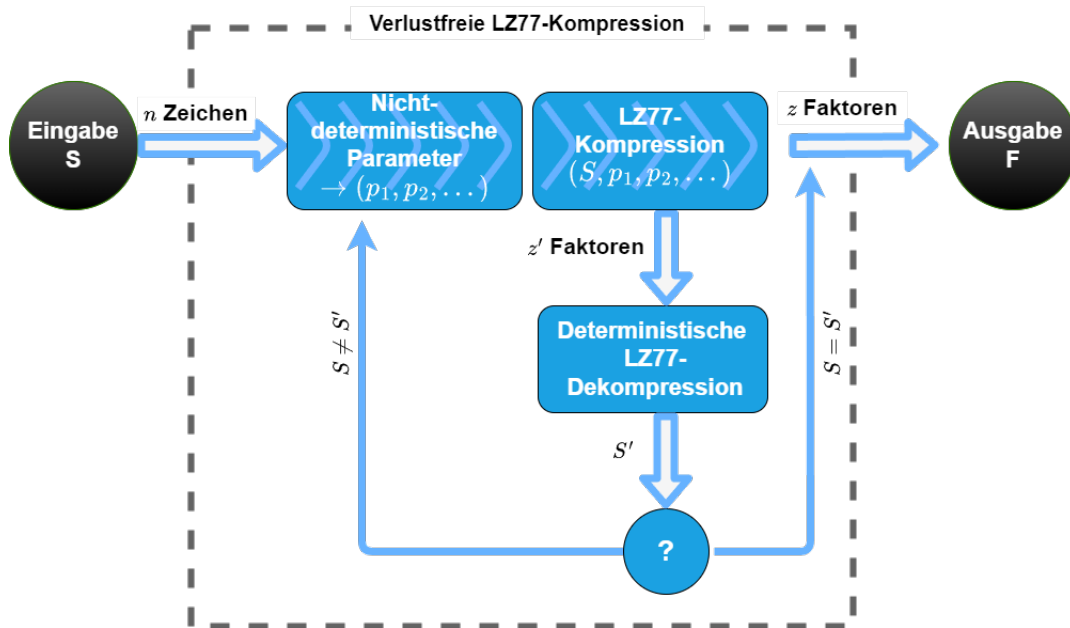 Verlustfreie LZ77-Kompression
Eingabe
S
n Zeichen
Nicht-
deterministische
Parameter
→ (p₁, p₂, . . . )
LZ77-
Kompression
(S, p₁, p₂, . . . )
z Faktoren
Ausgabe
F
z′ Faktoren
S ≠ S′
Deterministische
LZ77-
Dekompression
S = S′
S′
?